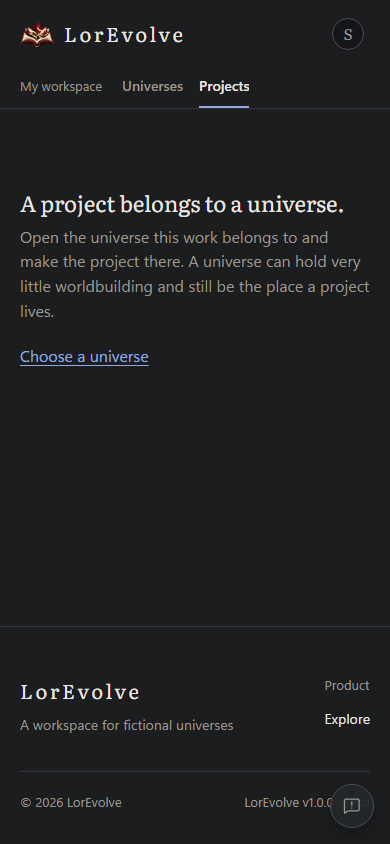 LorEvolve
S
My workspace Universes Projects
A project belongs to a universe.
Open the universe this work belongs to and
make the project there. A universe can hold very
little worldbuilding and still be the place a project
lives.
Choose a universe
LorEvolve
Product
A workspace for fictional universes
Explore
© 2026 LorEvolve
LorEvolve v1.0.0